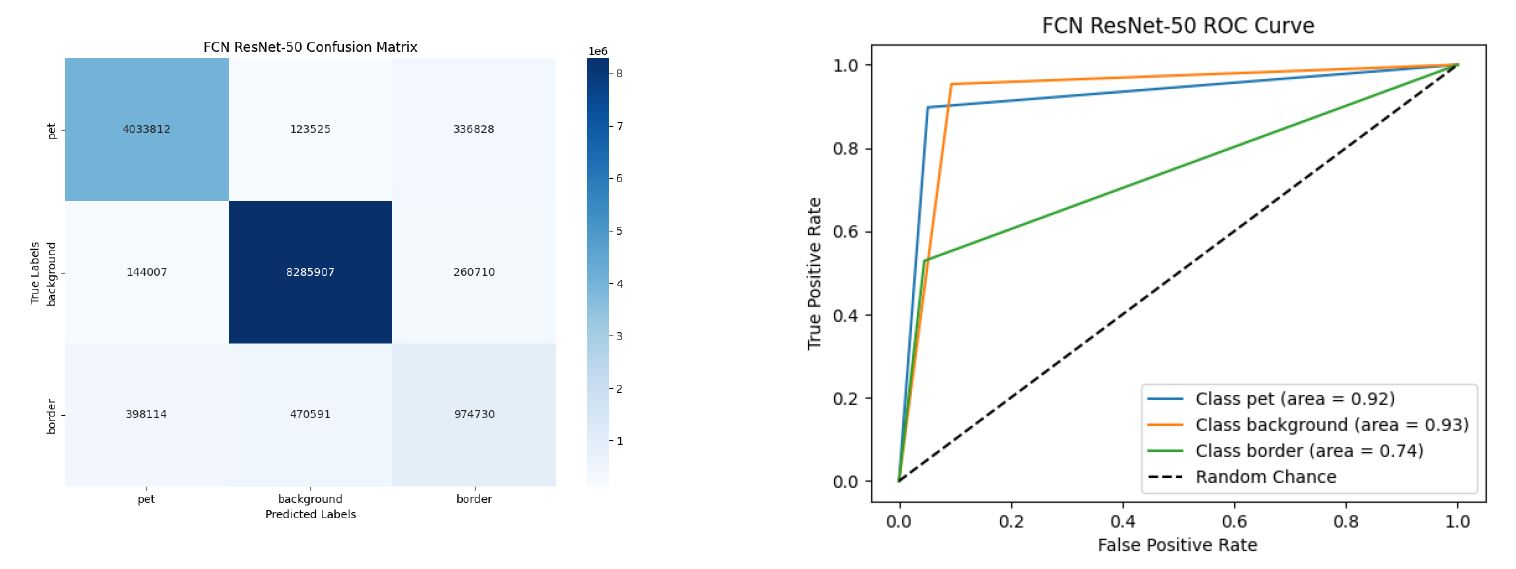 FCN ResNet-50 Confusion Matrix
1e6
pet
4033812 123525 336828
background
144007 8285907 260710
border
398114 470591 974730
True Labels
pet background border
Predicted Labels
8
7
6
5
4
3
2
1
FCN ResNet-50 ROC Curve
True Positive Rate
1.0
0.8
0.6
0.4
0.2
0.0
Class pet (area = 0.92)
Class background (area = 0.93)
Class border (area = 0.74)
Random Chance
0.0 0.2 0.4 0.6 0.8 1.0
False Positive Rate